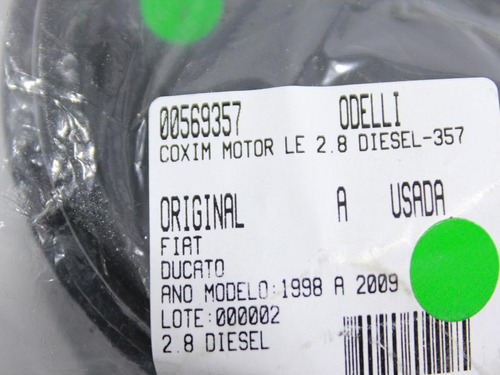 00569357 ODELLI
COXIM MOTOR LE 2.8 DIESEL-357
ORIGINAL A USADA
FIAT
DUCATO
ANO MODELO:1998 A 2009
LOTE:000002
2.8 DIESEL